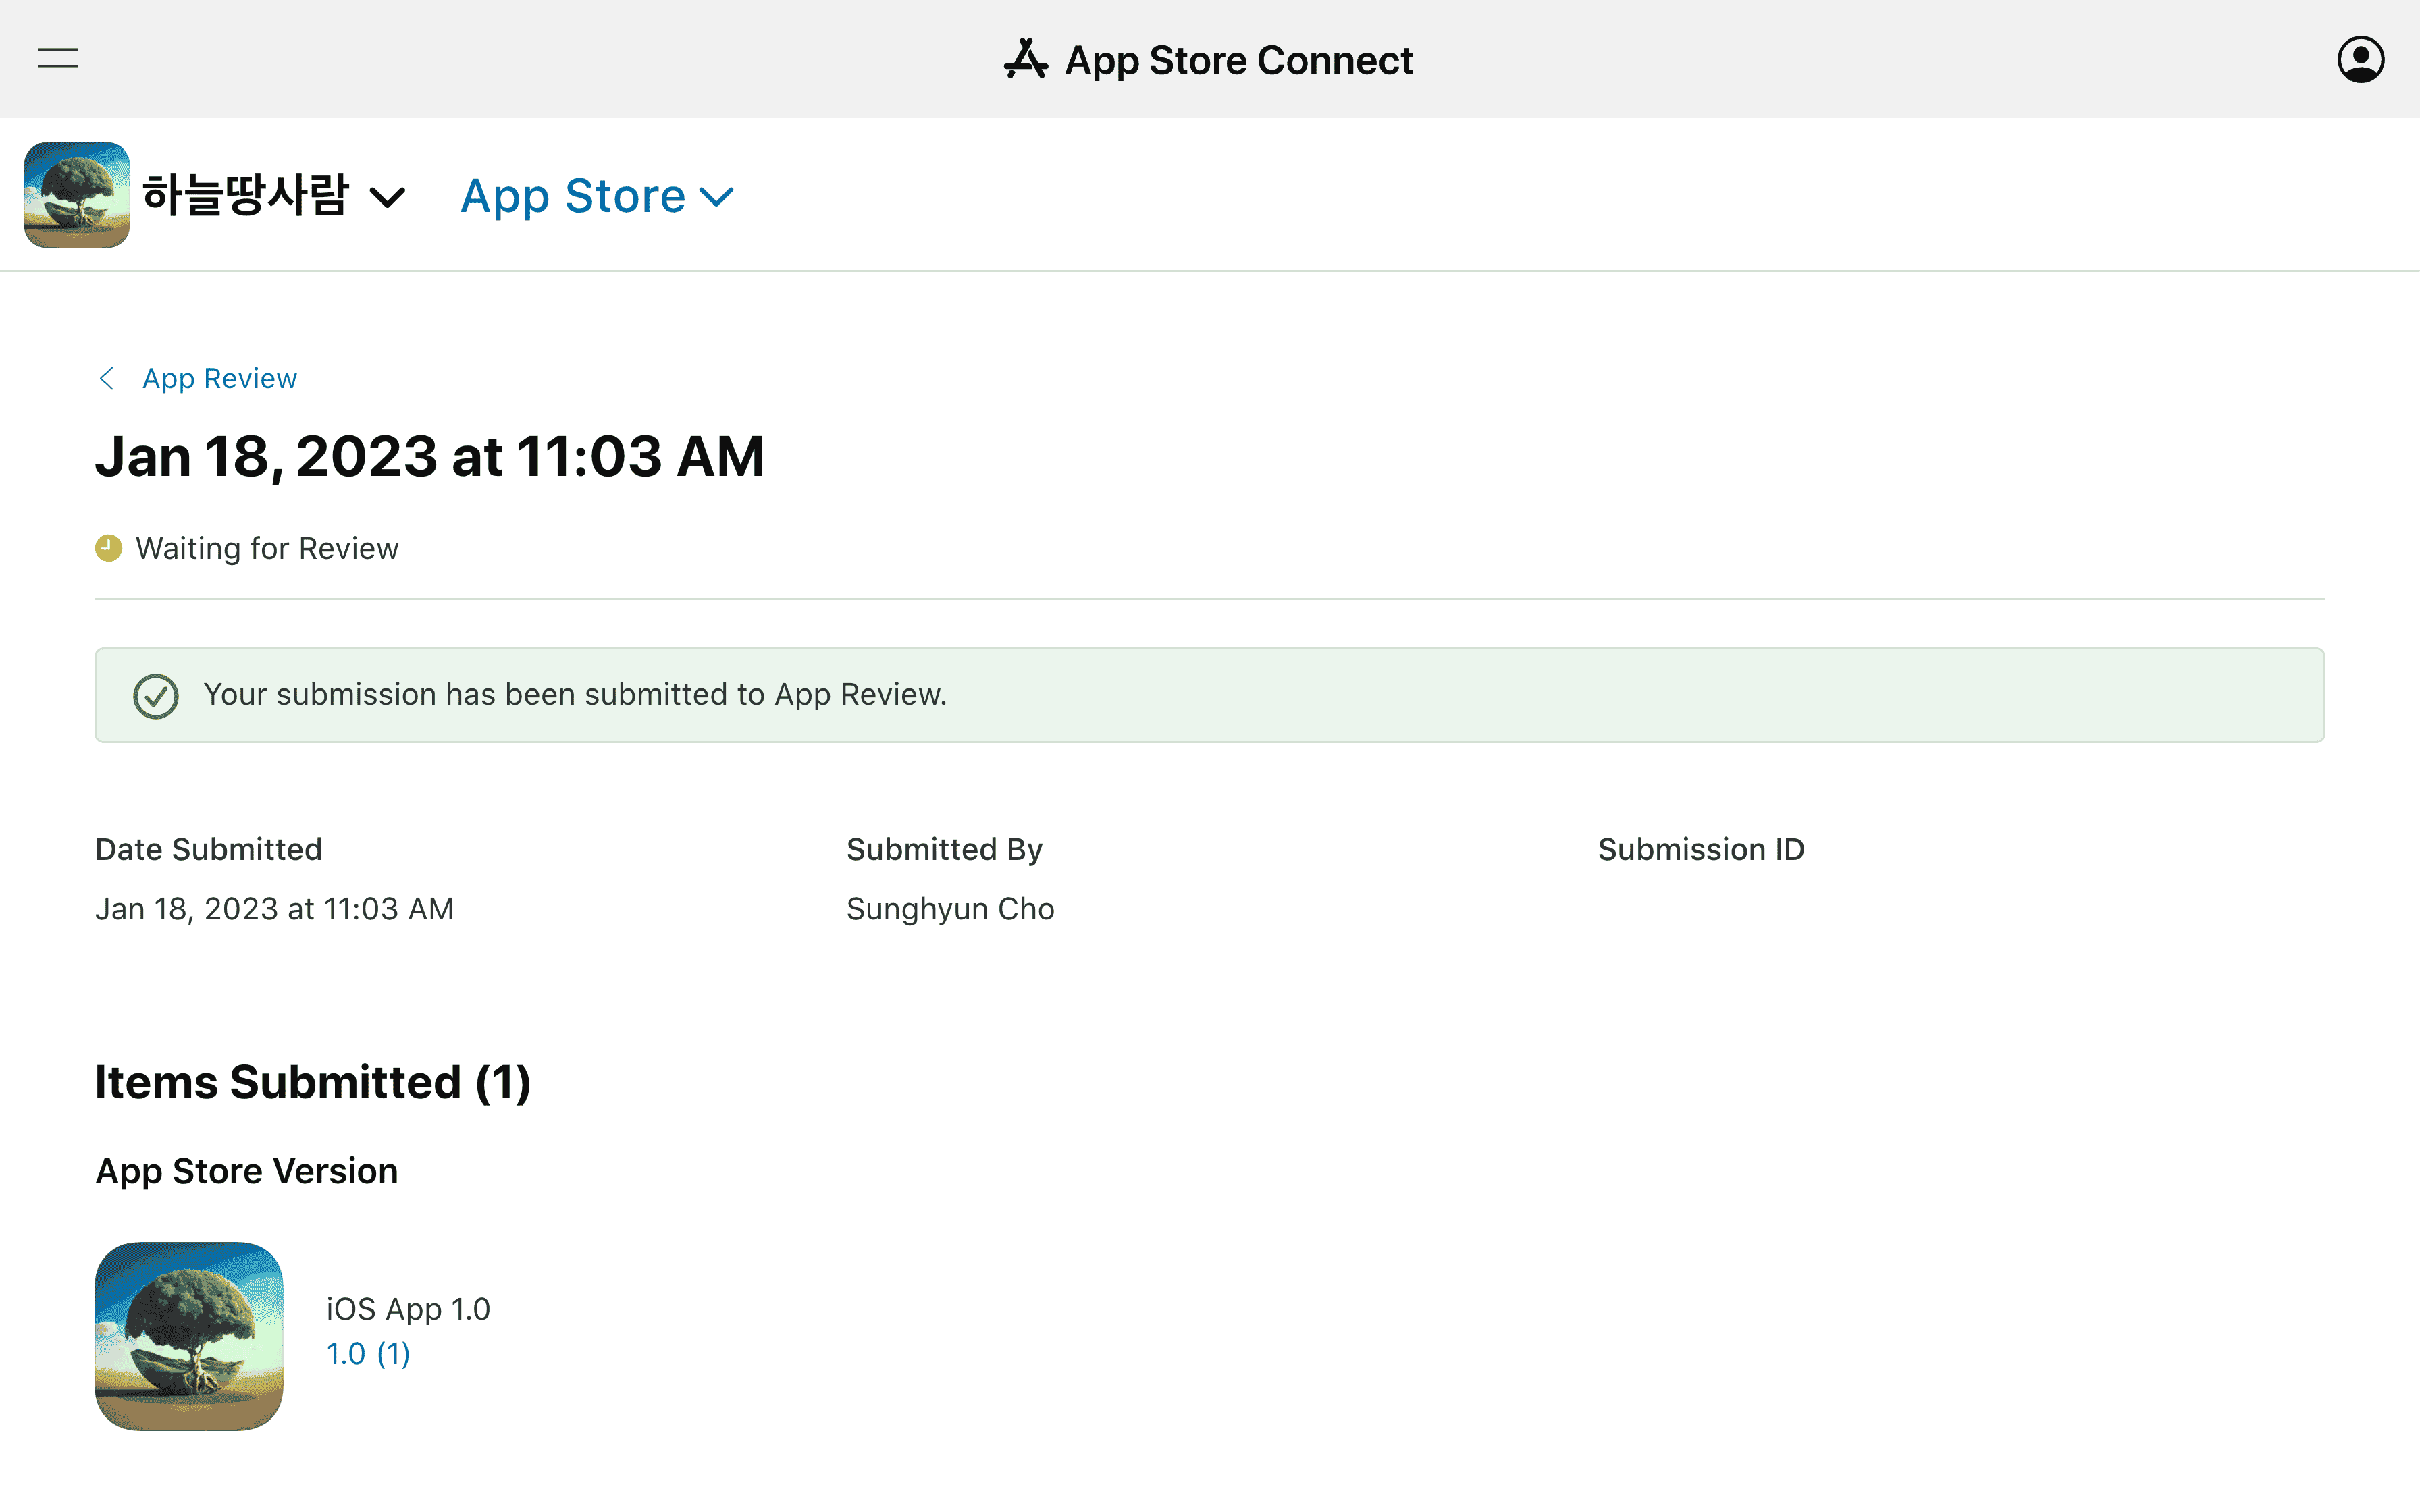 App Store Connect
하늘땅사람
App Store
App Review
Jan 18, 2023 at 11:03 AM
Waiting for Review
Your submission has been submitted to App Review.
Date Submitted
Jan 18, 2023 at 11:03 AM
Submitted By
Sunghyun Cho
Submission ID
Items Submitted (1)
App Store Version
iOS App 1.0
1.0 (1)